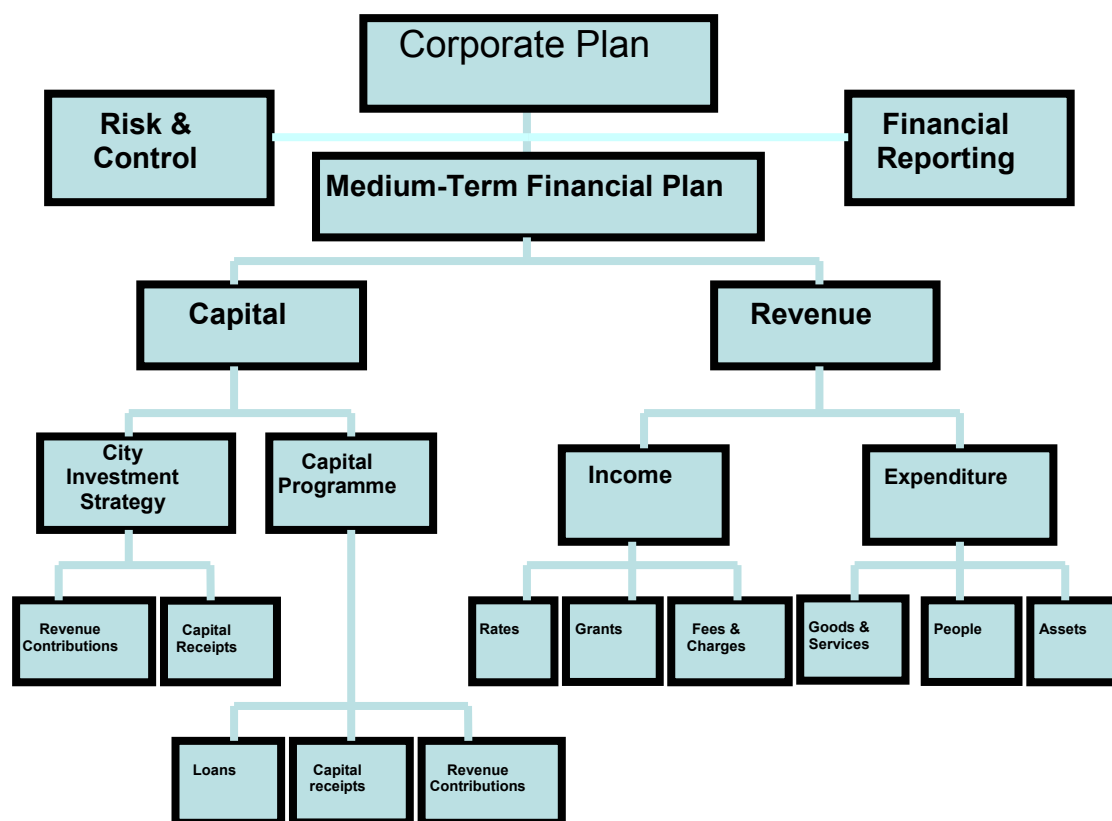 Corporate Plan
Risk &
Control
Financial
Reporting
Medium-Term Financial Plan
Capital
Revenue
City
Investment
Strategy
Capital
Programme
Income
Expenditure
Revenue
Contributions
Capital
Receipts
Rates
Grants
Fees &
Charges
Goods &
Services
People
Assets
Loans
Capital
receipts
Revenue
Contributions